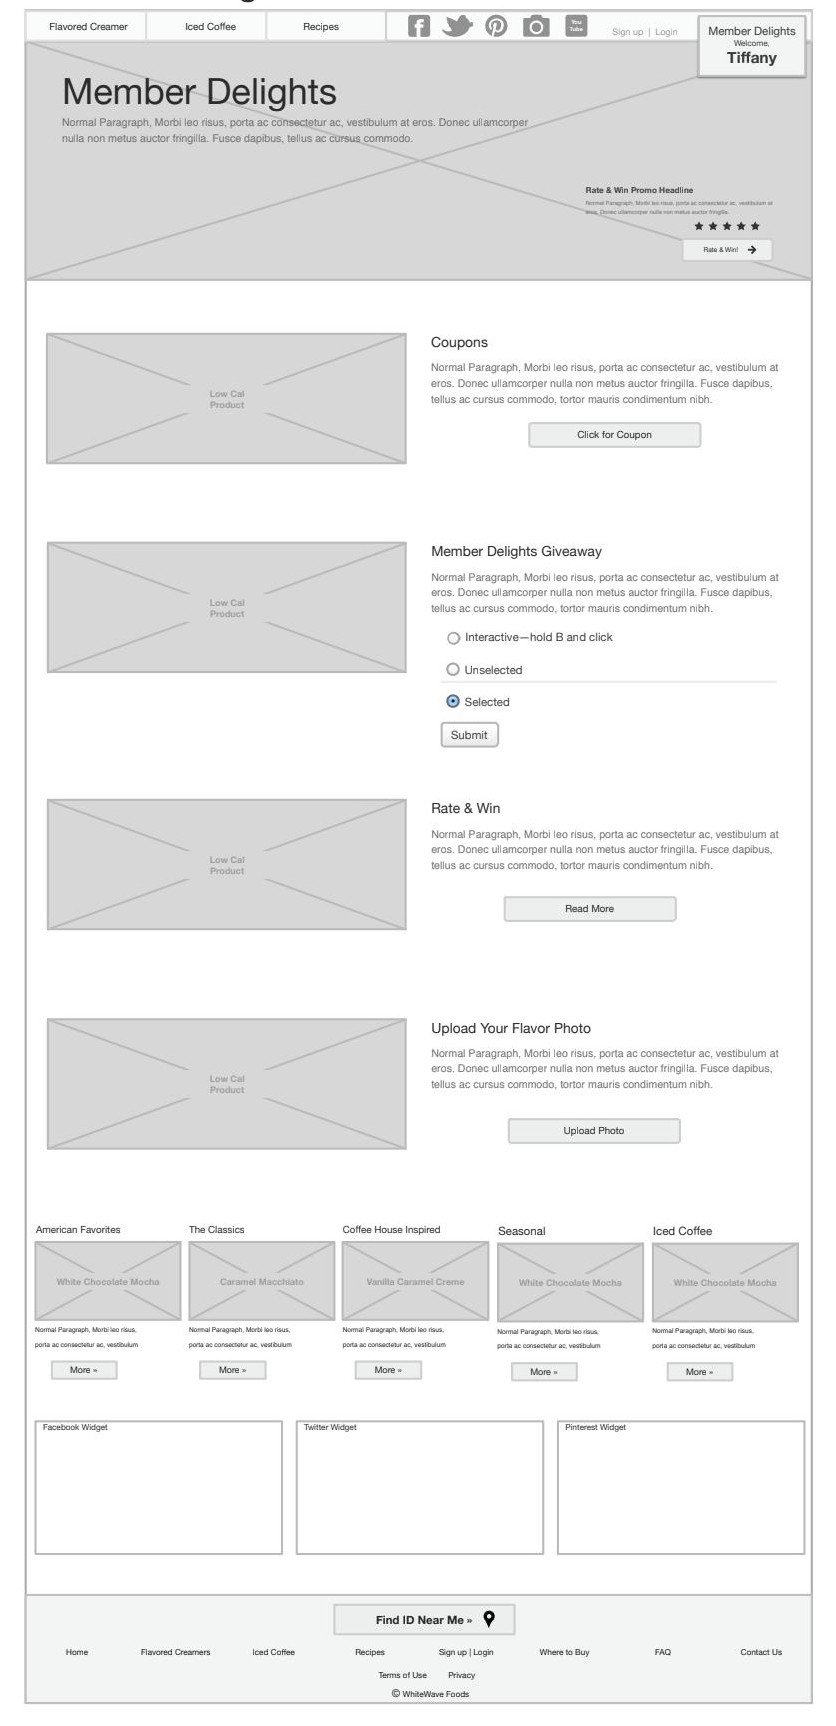 Flavored Creamer
Iced Coffee
Recipes
You
Tube
Sign up | Login
Member Delights
Welcome,
Tiffany
Member Delights
Normal Paragraph, Morbi leo risus, porta ac consectetur ac, vestibulum at eros. Donec ullamcorper
nulla non metus auctor fringilla. Fusce dapibus, tellus ac cursus commodo.
Rate & Win Promo Headline
Normal Paragraph, Morbi leo risus, porta ac consectetur ac, vestibulum at
eros. Donec ullamcorper nulla non metus auctor fringilla.
Rate & Win!
Low Cal
Product
Coupons
Normal Paragraph, Morbi leo risus, porta ac consectetur ac, vestibulum at
eros. Donec ullamcorper nulla non metus auctor fringilla. Fusce dapibus,
tellus ac cursus commodo, tortor mauris condimentum nibh.
Click for Coupon
Low Cal
Product
Member Delights Giveaway
Normal Paragraph, Morbi leo risus, porta ac consectetur ac, vestibulum at
eros. Donec ullamcorper nulla non metus auctor fringilla. Fusce dapibus,
tellus ac cursus commodo, tortor mauris condimentum nibh.
Interactive—hold B and click
Unselected
Selected
Submit
Low Cal
Product
Rate & Win
Normal Paragraph, Morbi leo risus, porta ac consectetur ac, vestibulum at
eros. Donec ullamcorper nulla non metus auctor fringilla. Fusce dapibus,
tellus ac cursus commodo, tortor mauris condimentum nibh.
Read More
Low Cal
Product
Upload Your Flavor Photo
Normal Paragraph, Morbi leo risus, porta ac consectetur ac, vestibulum at
eros. Donec ullamcorper nulla non metus auctor fringilla. Fusce dapibus,
tellus ac cursus commodo, tortor mauris condimentum nibh.
Upload Photo
American Favorites
White Chocolate Mocha
Normal Paragraph, Morbi leo risus,
porta ac consectetur ac, vestibulum
More »
The Classics
Caramel Macchiato
Normal Paragraph, Morbi leo risus,
porta ac consectetur ac, vestibulum
More »
Coffee House Inspired
Vanilla Caramel Creme
Normal Paragraph, Morbi leo risus,
porta ac consectetur ac, vestibulum
More »
Seasonal
White Chocolate Mocha
Normal Paragraph, Morbi leo risus,
porta ac consectetur ac, vestibulum
More »
Iced Coffee
White Chocolate Mocha
Normal Paragraph, Morbi leo risus,
porta ac consectetur ac, vestibulum
More »
Facebook Widget
Twitter Widget
Pinterest Widget
Find ID Near Me »
Home
Flavored Creamers
Iced Coffee
Recipes
Sign up | Login
Where to Buy
FAQ
Contact Us
Terms of Use
Privacy
© WhiteWave Foods